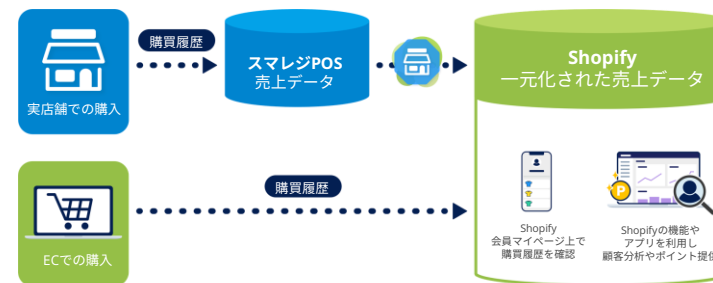 実店舗での購入
購買履歴
スマレジPOS
売上データ
Shopify
一元化された売上データ
ECでの購入
購買履歴
Shopify
会員マイページ上で
購買履歴を確認
P
Shopifyの機能や
アプリを利用し
顧客分析やポイント提供